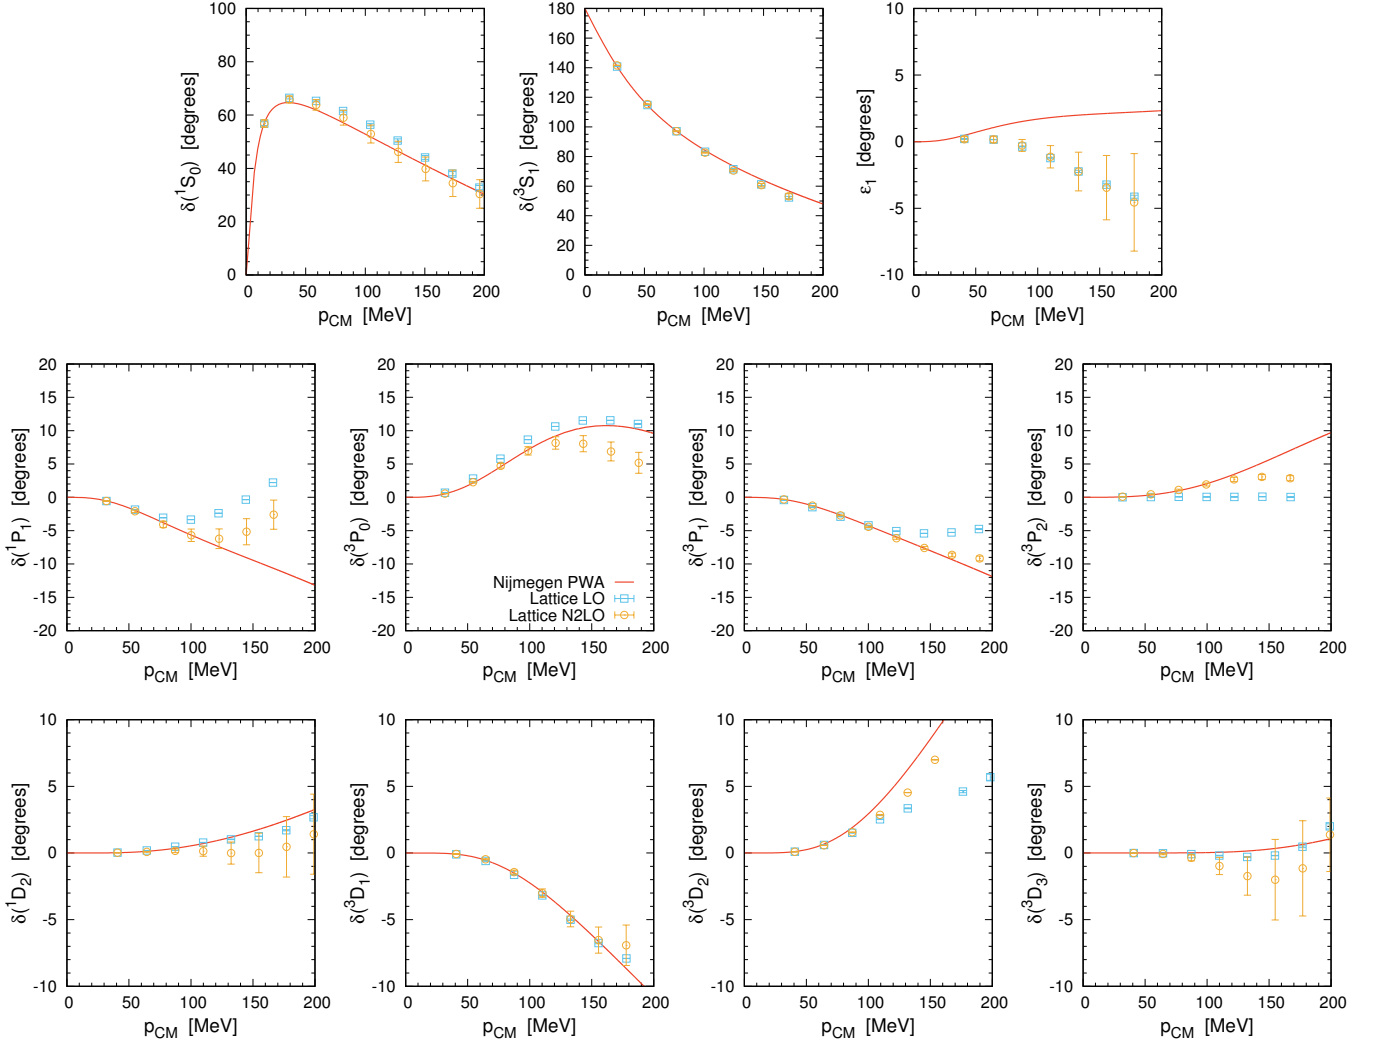 100
80
60
40
20
0
0 50 100 150 200
δ(¹S₀) [degrees]
p_CM [MeV]
180
160
140
120
100
80
60
40
20
0
0 50 100 150 200
δ(³S₁) [degrees]
p_CM [MeV]
10
5
0
-5
-10
0 50 100 150 200
ε₁ [degrees]
p_CM [MeV]
20
15
10
5
0
-5
-10
-15
-20
0 50 100 150 200
δ(¹P₁) [degrees]
p_CM [MeV]
20
15
10
5
0
-5
-10
-15
-20
0 50 100 150 200
δ(³P₀) [degrees]
p_CM [MeV]
Nijmegen PWA
Lattice LO
Lattice N2LO
20
15
10
5
0
-5
-10
-15
-20
0 50 100 150 200
δ(³P₁) [degrees]
p_CM [MeV]
20
15
10
5
0
-5
-10
-15
-20
0 50 100 150 200
δ(³P₂) [degrees]
p_CM [MeV]
10
5
0
-5
-10
0 50 100 150 200
δ(¹D₂) [degrees]
p_CM [MeV]
10
5
0
-5
-10
0 50 100 150 200
δ(³D₁) [degrees]
p_CM [MeV]
10
5
0
-5
-10
0 50 100 150 200
δ(³D₂) [degrees]
p_CM [MeV]
10
5
0
-5
-10
0 50 100 150 200
δ(³D₃) [degrees]
p_CM [MeV]